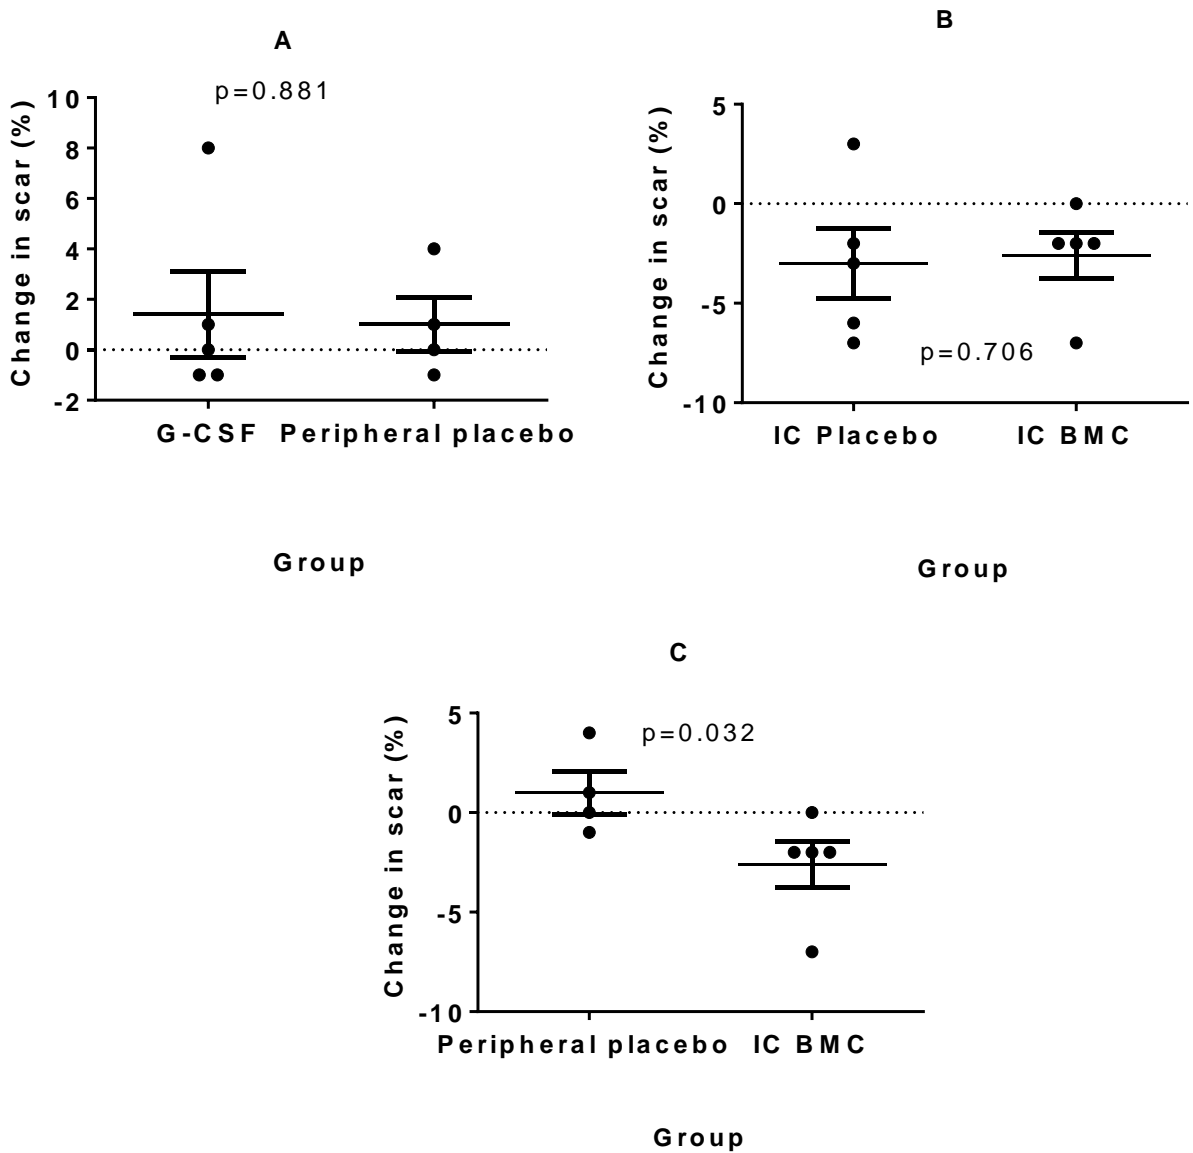 A
p=0.881
Change in scar (%)
10
8
6
4
2
0
-2
G-CSF Peripheral placebo
Group
B
Change in scar (%)
5
0
-5
-10
p=0.706
IC Placebo IC BMC
Group
C
p=0.032
Change in scar (%)
5
0
-5
-10
Peripheral placebo IC BMC
Group